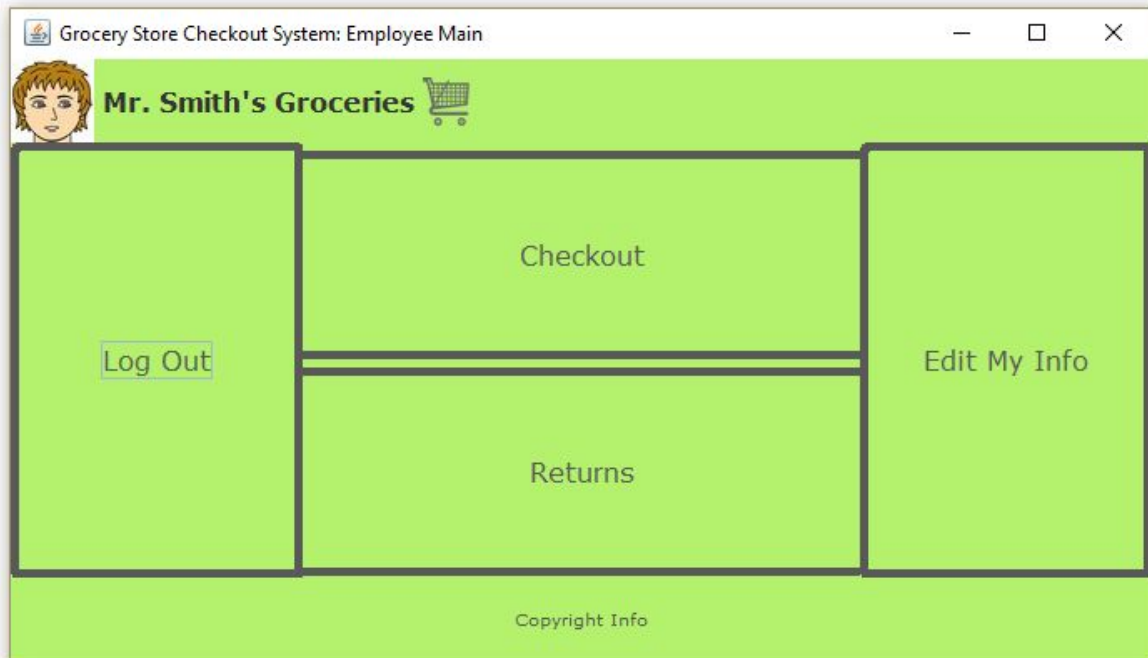 Grocery Store Checkout System: Employee Main
Mr. Smith's Groceries
Checkout
Log Out
Edit My Info
Returns
Copyright Info